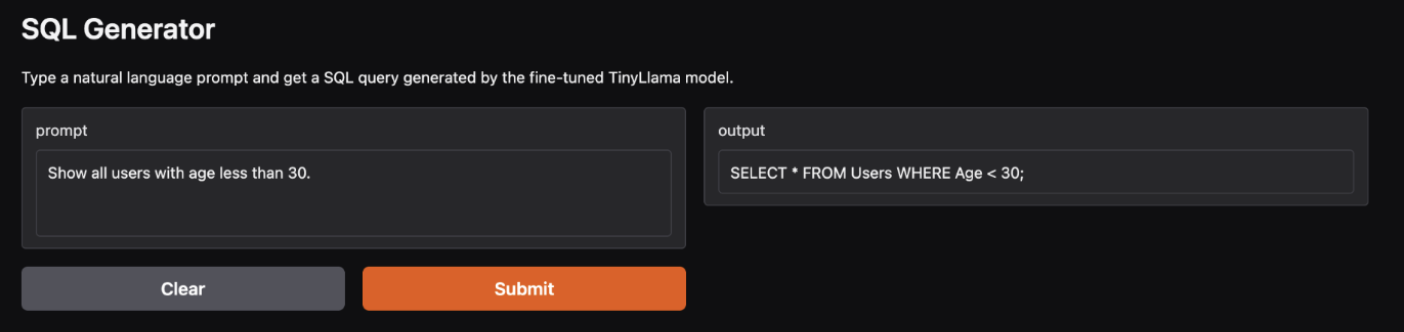 SQL Generator
Type a natural language prompt and get a SQL query generated by the fine-tuned TinyLlama model.
prompt
Show all users with age less than 30.
output
SELECT * FROM Users WHERE Age < 30;
Clear
Submit